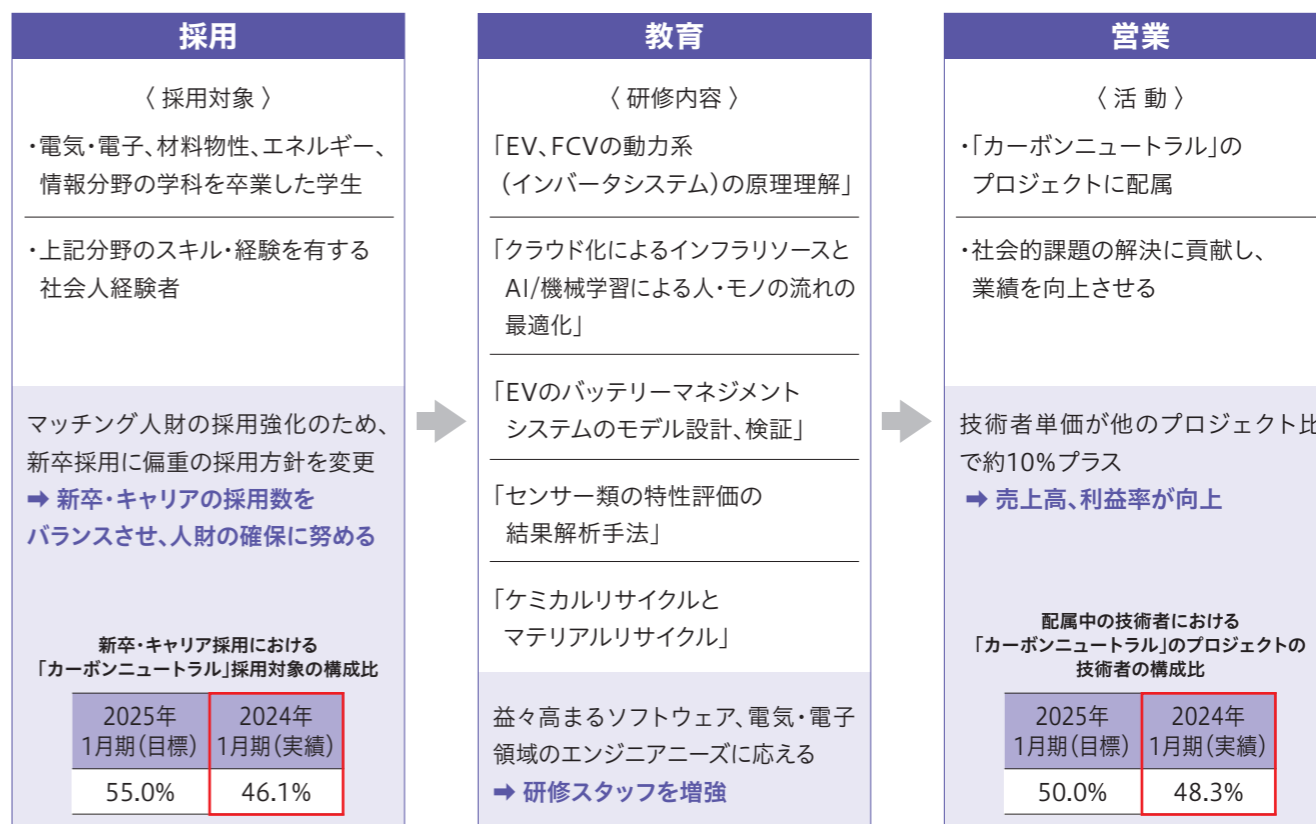 採用
〈 採用対象 〉
・電気・電子、材料物性、エネルギー、
情報分野の学科を卒業した学生
・上記分野のスキル・経験を有する
社会人経験者
マッチング人財の採用強化のため、
新卒採用に偏重の採用方針を変更
➡ 新卒・キャリアの採用数を
バランスさせ、人財の確保に努める
新卒・キャリア採用における
「カーボンニュートラル」採用対象の構成比
2025年
1月期（目標）
2024年
1月期（実績）
55.0%
46.1%
教育
〈 研修内容 〉
「EV、FCVの動力系
（インバータシステム）の原理理解」
「クラウド化によるインフラリソースと
AI/機械学習による人・モノの流れの
最適化」
「EVのバッテリーマネジメント
システムのモデル設計、検証」
「センサー類の特性評価の
結果解析手法」
「ケミカルリサイクルと
マテリアルリサイクル」
益々高まるソフトウェア、電気・電子
領域のエンジニアニーズに応える
➡ 研修スタッフを増強
営業
〈 活 動 〉
・「カーボンニュートラル」の
プロジェクトに配属
・社会的課題の解決に貢献し、
業績を向上させる
技術者単価が他のプロジェクト比
で約10%プラス
➡ 売上高、利益率が向上
配属中の技術者における
「カーボンニュートラル」のプロジェクトの
技術者の構成比
2025年
1月期（目標）
2024年
1月期（実績）
50.0%
48.3%